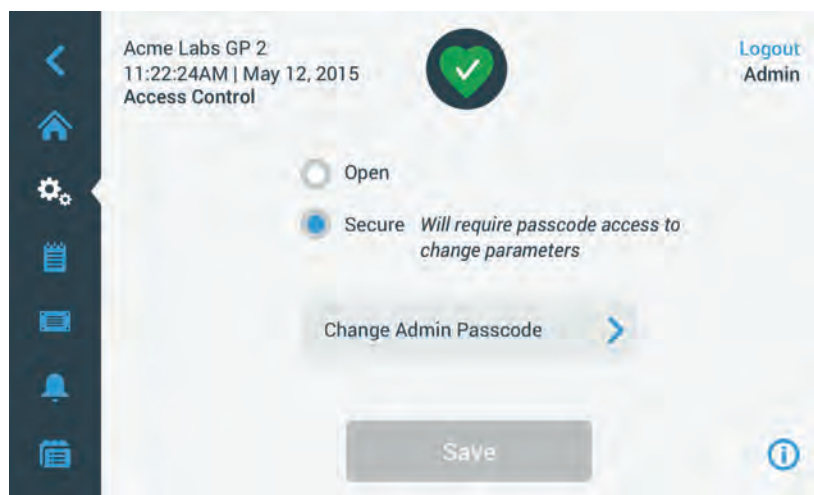 Acme Labs GP 2
11:22:24AM | May 12, 2015
Access Control
Logout
Admin
Open
Secure Will require passcode access to
change parameters
Change Admin Passcode
Save